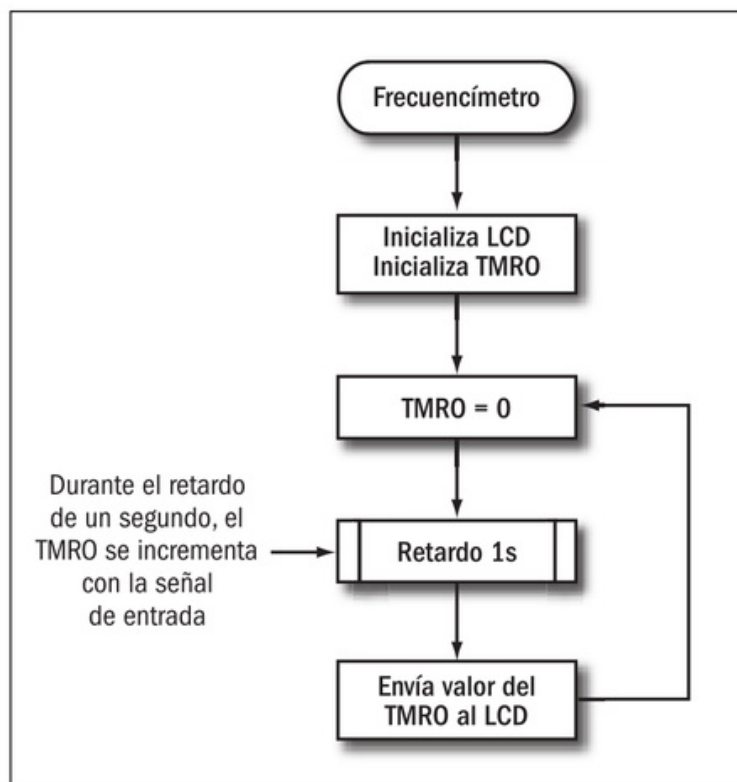 Frecuencímetro
Inicializa LCD
Inicializa TMRO
TMRO = 0
Durante el retardo
de un segundo, el
TMRO se incrementa
con la señal
de entrada
Retardo 1s
Envía valor del
TMRO al LCD